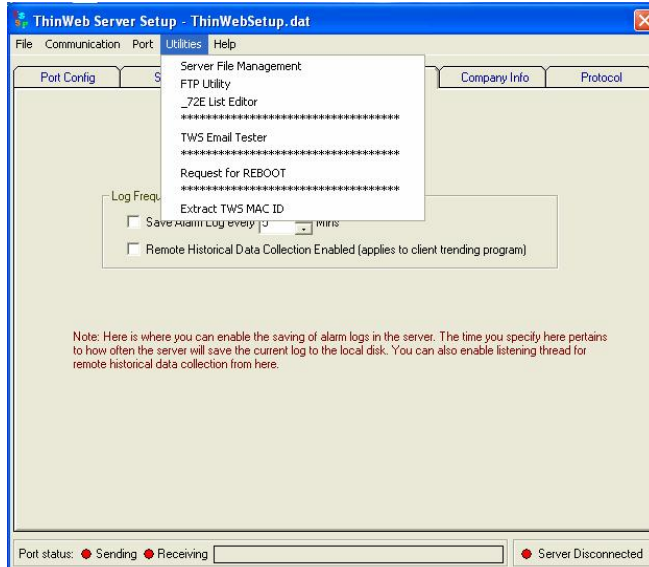 ThinWeb Server Setup - ThinWebSetup.dat
File Communication Port Utilities Help
Port Config S Company Info Protocol
Server File Management
FTP Utility
_72E List Editor
****************************************
TWS Email Tester
****************************************
Request for REBOOT
****************************************
Extract TWS MAC ID
Log Frequ
Save Alarm Log every 5 Mins
Remote Historical Data Collection Enabled (applies to client trending program)
Note: Here is where you can enable the saving of alarm logs in the server. The time you specify here pertains
to how often the server will save the current log to the local disk. You can also enable listening thread for
remote historical data collection from here.
Port status: Sending Receiving Server Disconnected